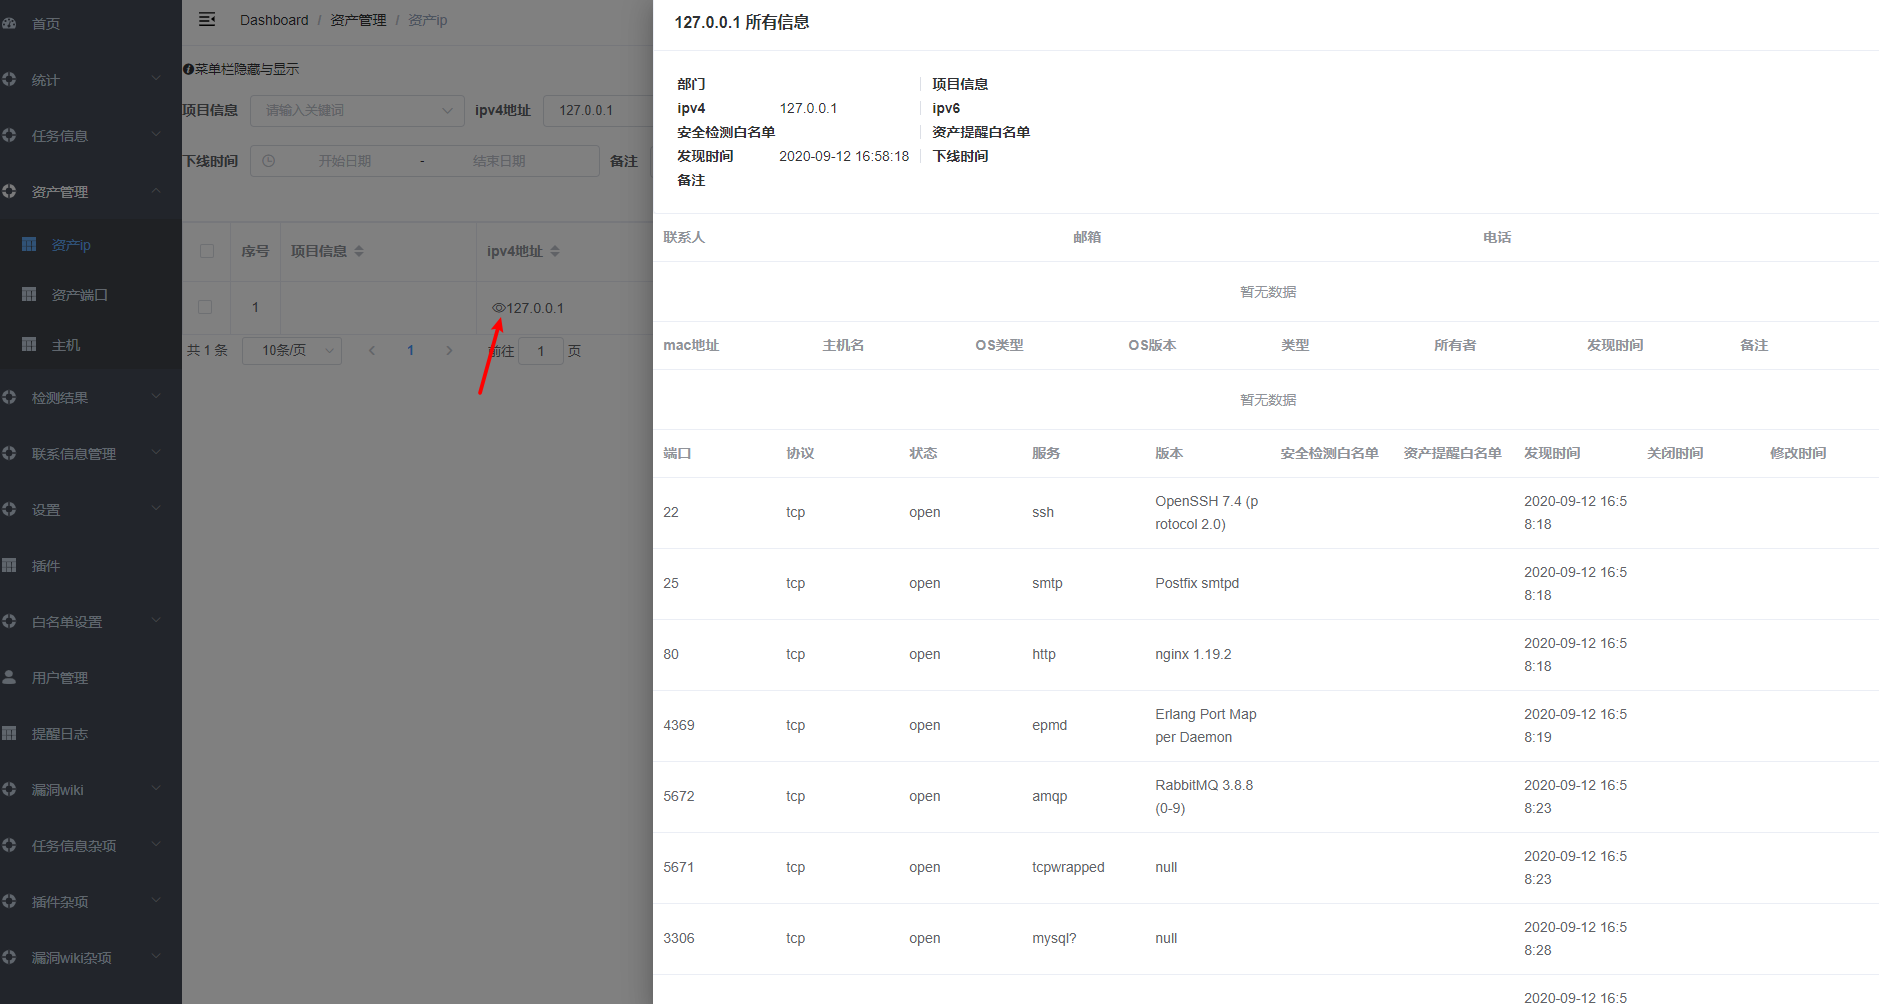 首页
统计
任务信息
资产管理
资产ip
资产端口
主机
检测结果
联系信息管理
设置
插件
白名单设置
用户管理
提醒日志
漏洞wiki
任务信息杂项
插件杂项
漏洞wiki杂项
Dashboard / 资产管理 / 资产ip
菜单栏隐藏与显示
项目信息 请输入关键词 ipv4地址 127.0.0.1
下线时间 开始日期 - 结束日期 备注
序号 项目信息 ipv4地址
1 127.0.0.1
共 1 条 10条/页 1 前往 1 页
127.0.0.1 所有信息
部门 项目信息
ipv4 127.0.0.1 ipv6
安全检测白名单 资产提醒白名单
发现时间 2020-09-12 16:58:18 下线时间
备注
联系人 邮箱 电话
暂无数据
mac地址 主机名 OS类型 OS版本 类型 所有者 发现时间 备注
暂无数据
端口 协议 状态 服务 版本 安全检测白名单 资产提醒白名单 发现时间 关闭时间 修改时间
22 tcp open ssh OpenSSH 7.4 (p 2020-09-12 16:5
rotocol 2.0) 8:18
25 tcp open smtp Postfix smtpd 2020-09-12 16:5
8:18
80 tcp open http nginx 1.19.2 2020-09-12 16:5
8:18
4369 tcp open epmd Erlang Port Map 2020-09-12 16:5
per Daemon 8:19
5672 tcp open amqp RabbitMQ 3.8.8 2020-09-12 16:5
(0-9) 8:23
5671 tcp open tcpwrapped null 2020-09-12 16:5
8:23
3306 tcp open mysql? null 2020-09-12 16:5
8:28
2020-09-12 16:5